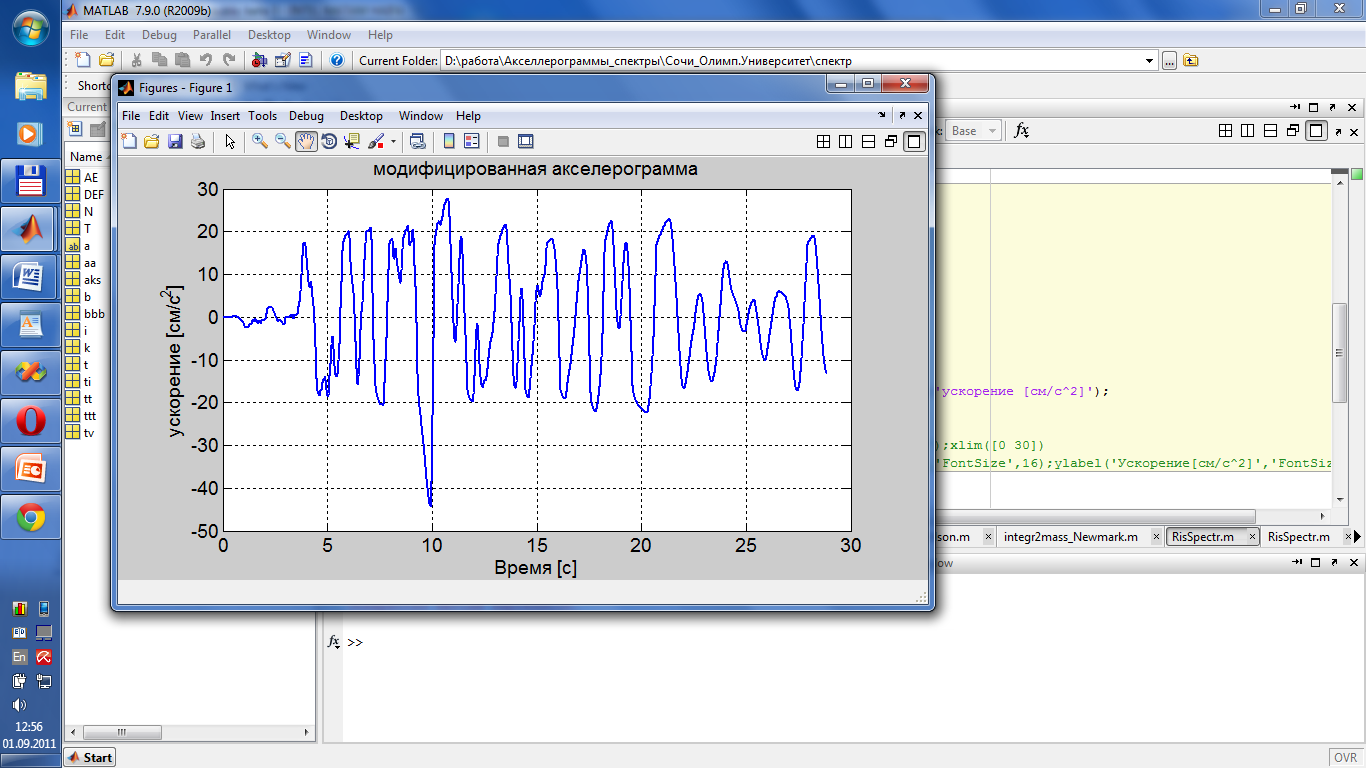 MATLAB 7.9.0 (R2009b)
File Edit Debug Parallel Desktop Window Help
Current Folder: D:\работа\Акселлерограммы_спектры\Сочи_Олимп.Университет\спектр
Shortc
Current
Base
Name
AE
DEF
N
T
a
aa
aks
b
bbb
i
k
t
ti
tt
ttt
tv
Figures - Figure 1
File Edit View Insert Tools Debug Desktop Window Help
модифицированная акселерограмма
30
20
10
0
-10
-20
-30
-40
-50
ускорение [см/с2]
0 5 10 15 20 25 30
Время [с]
'ускорение [см/с^2]');
);xlim([0 30])
'FontSize',16);ylabel('Ускорение[см/с^2]','FontSiz
son.m integr2mass_Newmark.m RisSpectr.m RisSpectr.m
ow
fx >>
En
12:56
01.09.2011
Start
OVR